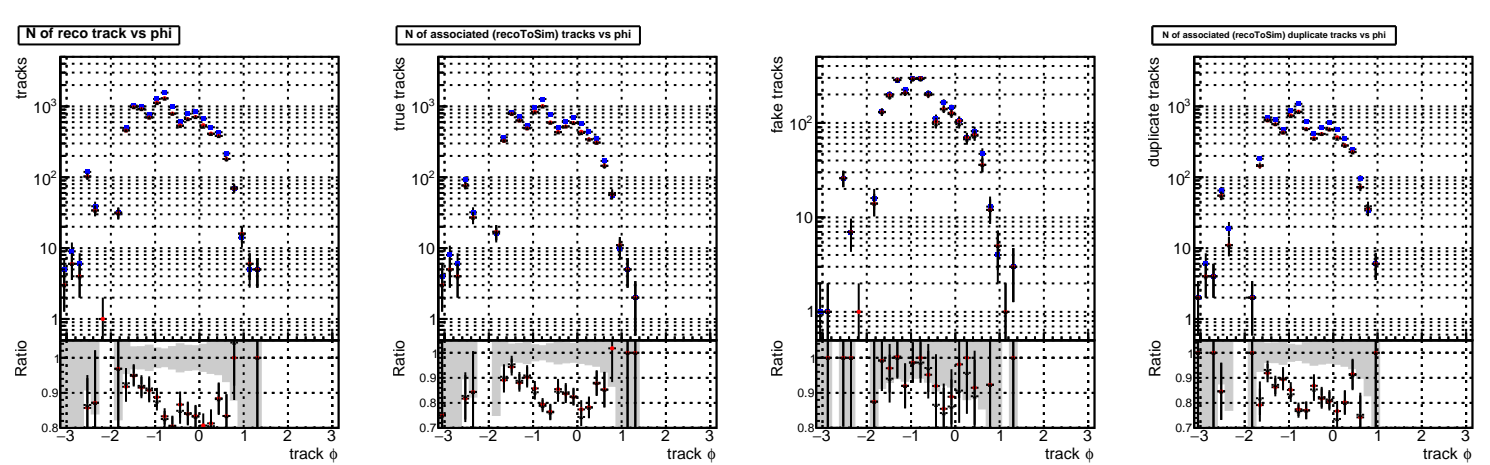 N of reco track vs phi
tracks
10³
10²
10
1
Ratio
1
0.9
0.8
−3 −2 −1 0 1 2 3
track ϕ
N of associated (recoToSim) tracks vs phi
true tracks
10³
10²
10
1
Ratio
1
0.9
0.8
0.7
−3 −2 −1 0 1 2 3
track ϕ
fake tracks
10²
10
1
Ratio
1
0.9
0.8
−3 −2 −1 0 1 2 3
track ϕ
N of associated (recoToSim) duplicate tracks vs phi
duplicate tracks
10³
10²
10
1
Ratio
1
0.9
0.8
0.7
−3 −2 −1 0 1 2 3
track ϕ